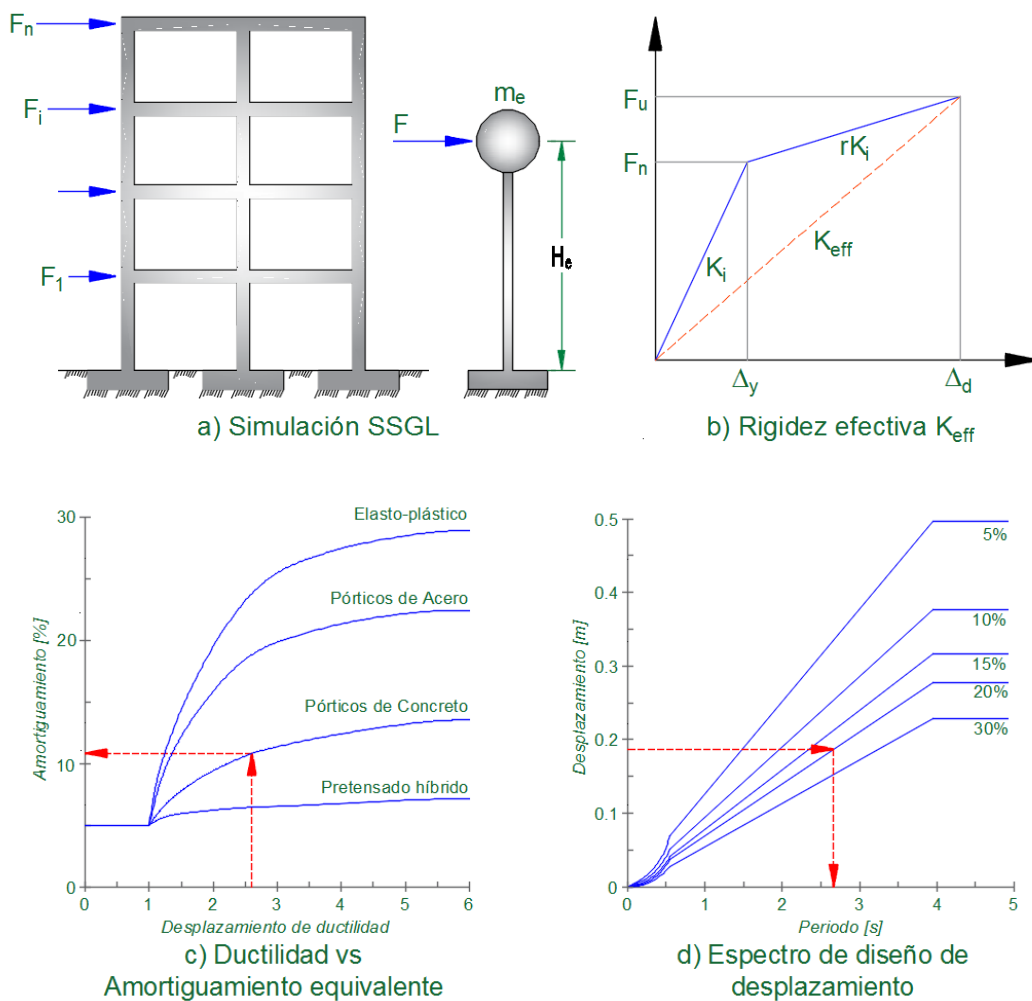 Fn
Fi
F1
F
me
He
a) Simulación SSGL
Fu
Fn
rKi
Keff
Ki
Δy
Δd
b) Rigidez efectiva Keff
30
20
10
0
Amortiguamiento [%]
Elasto-plástico
Pórticos de Acero
Pórticos de Concreto
Pretensado híbrido
0 1 2 3 4 5 6
Desplazamiento de ductilidad
c) Ductilidad vs
Amortiguamiento equivalente
0.5
0.4
0.3
0.2
0.1
0
Desplazamiento [m]
5%
10%
15%
20%
30%
0 1 2 3 4 5
Periodo [s]
d) Espectro de diseño de
desplazamiento